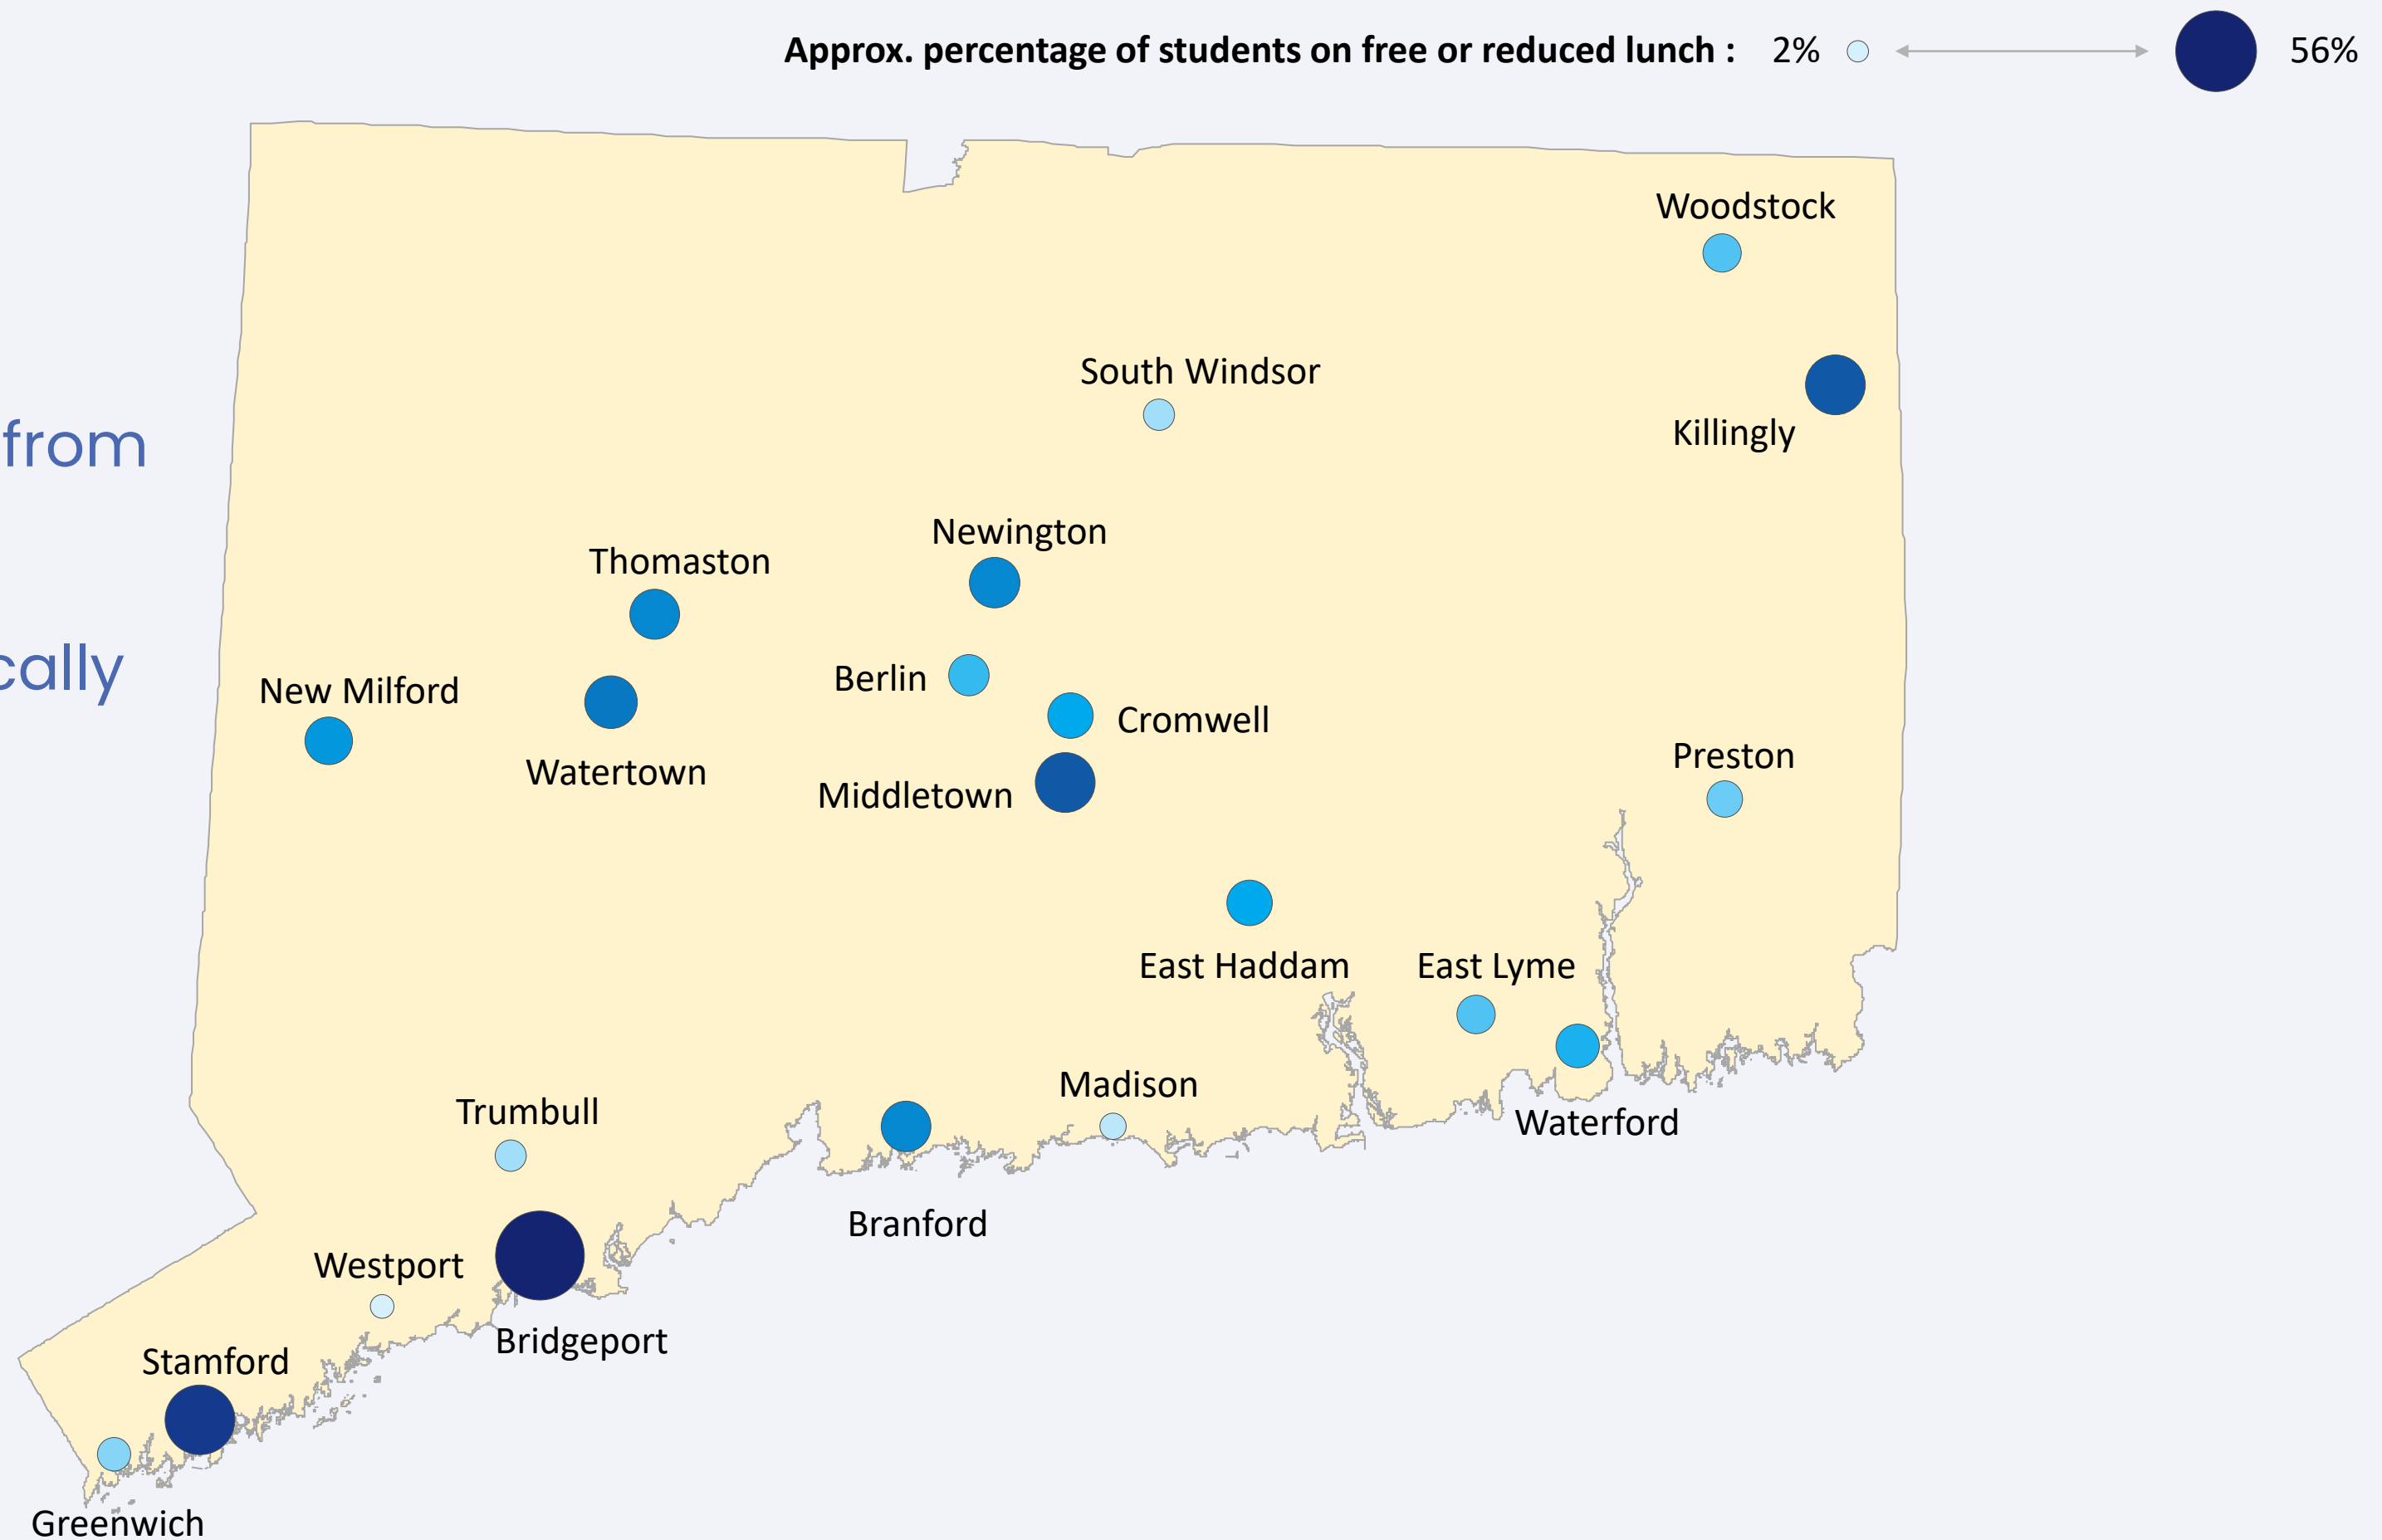 Approx. percentage of students on free or reduced lunch : 2% 56%
Woodstock
South Windsor
Killingly
from
Newington
Thomaston
cally
Berlin
New Milford
Cromwell
Watertown
Preston
Middletown
East Haddam
East Lyme
Madison
Trumbull
Waterford
Branford
Westport
Bridgeport
Stamford
Greenwich